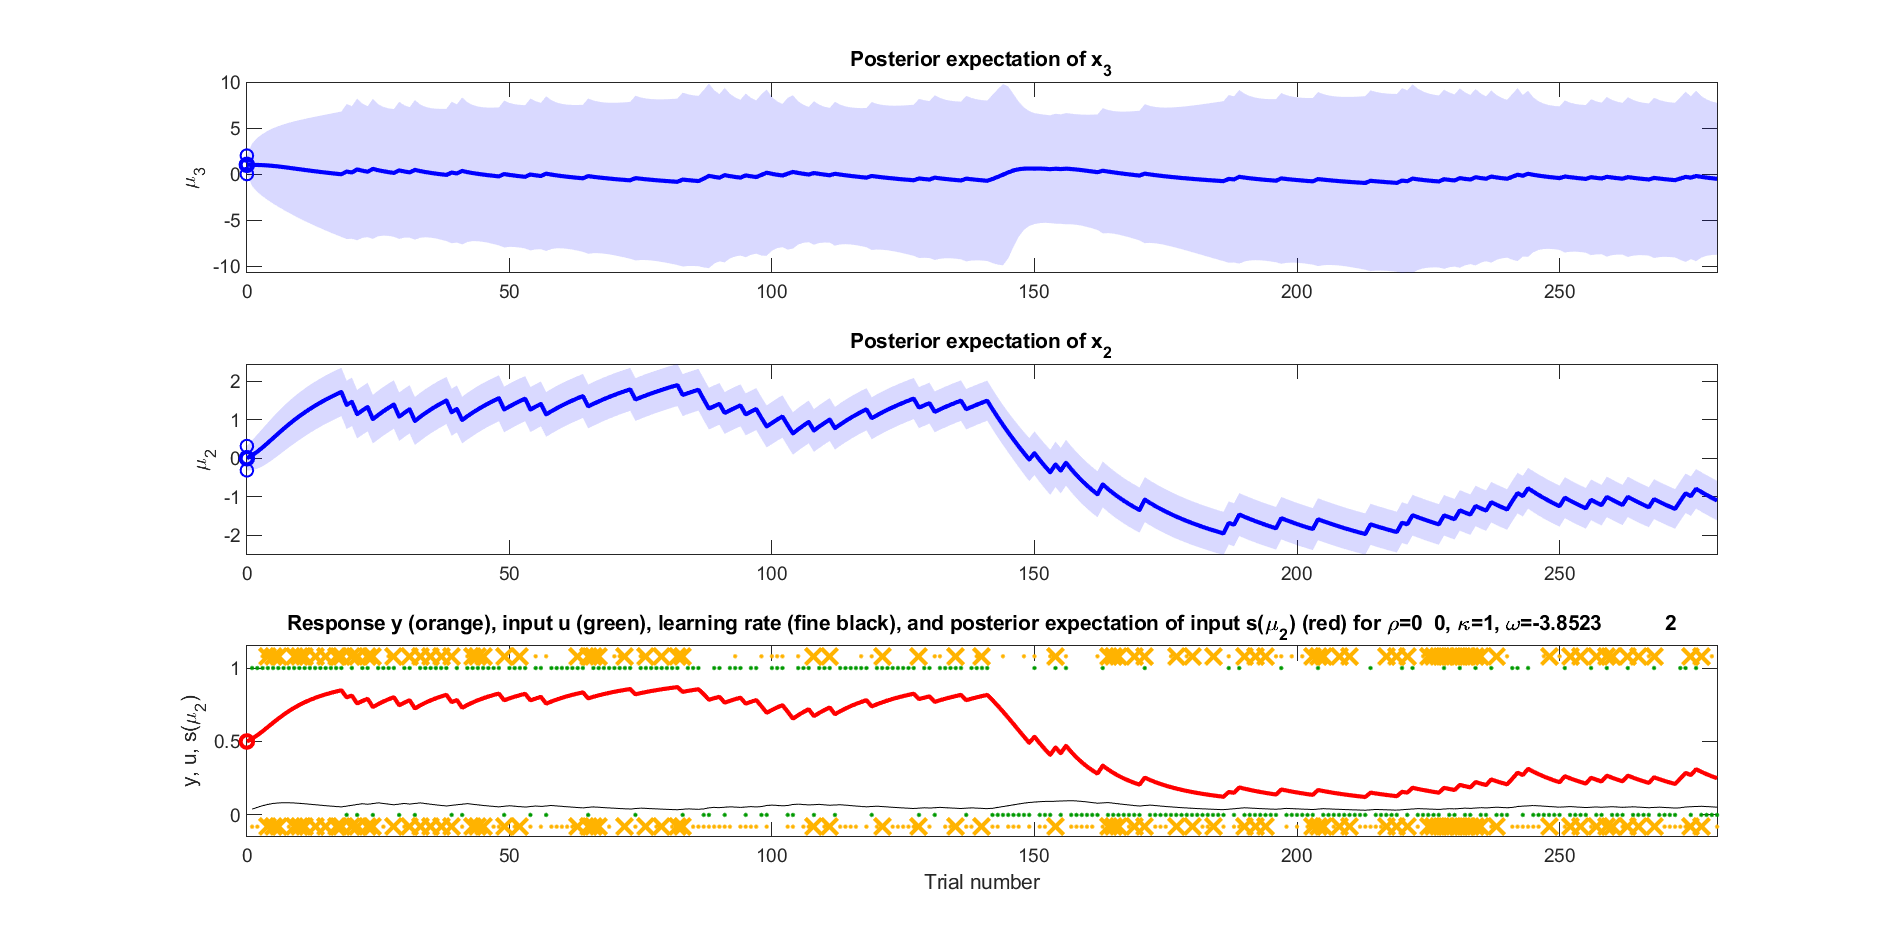 Posterior expectation of x3
10
5
0
-5
-10
μ3
0 50 100 150 200 250
Posterior expectation of x2
2
1
0
-1
-2
μ2
0 50 100 150 200 250
Response y (orange), input u (green), learning rate (fine black), and posterior expectation of input s(μ2) (red) for ρ=0 0, κ=1, ω=-3.8523 2
1
0.5
0
y, u, s(μ2)
0 50 100 150 200 250
Trial number